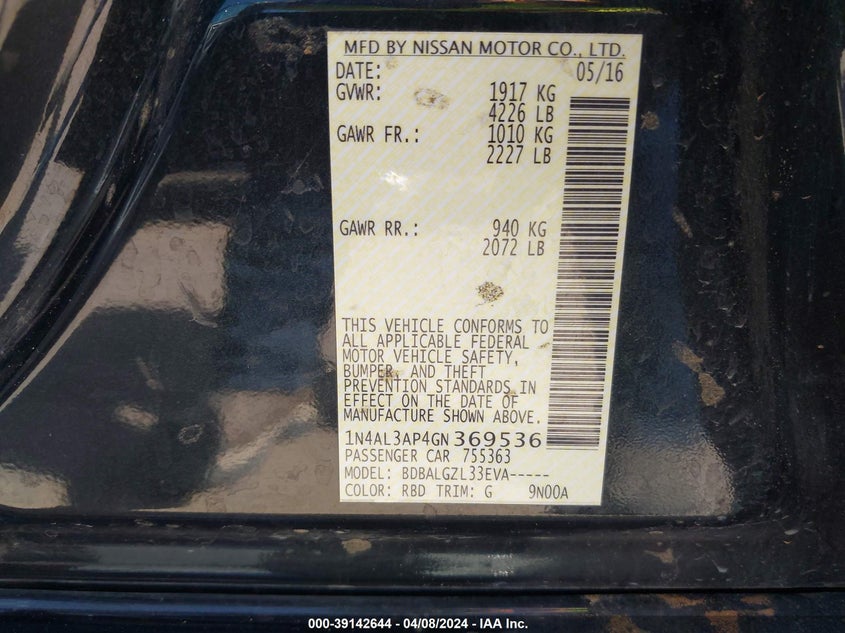 MFD BY NISSAN MOTOR CO., LTD.
DATE: 05/16
GVWR: 1917 KG
4226 LB
GAWR FR.: 1010 KG
2227 LB
GAWR RR.: 940 KG
2072 LB
THIS VEHICLE CONFORMS TO
ALL APPLICABLE FEDERAL
MOTOR VEHICLE SAFETY,
BUMPER, AND THEFT
PREVENTION STANDARDS IN
EFFECT ON THE DATE OF
MANUFACTURE SHOWN ABOVE.
1N4AL3AP4GN369536
PASSENGER CAR 755363
MODEL: BDBALGZL33EVA-----
COLOR: RBD TRIM: G 9N00A
000-39142644 - 04/08/2024 - IAA Inc.